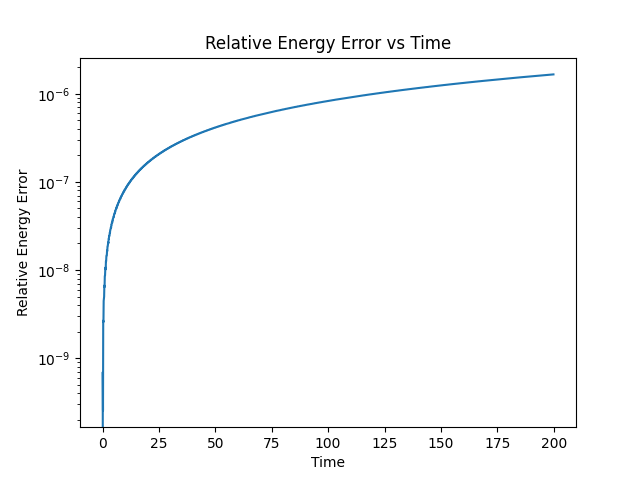 Relative Energy Error vs Time
Relative Energy Error
10⁻⁶
10⁻⁷
10⁻⁸
10⁻⁹
0 25 50 75 100 125 150 175 200
Time